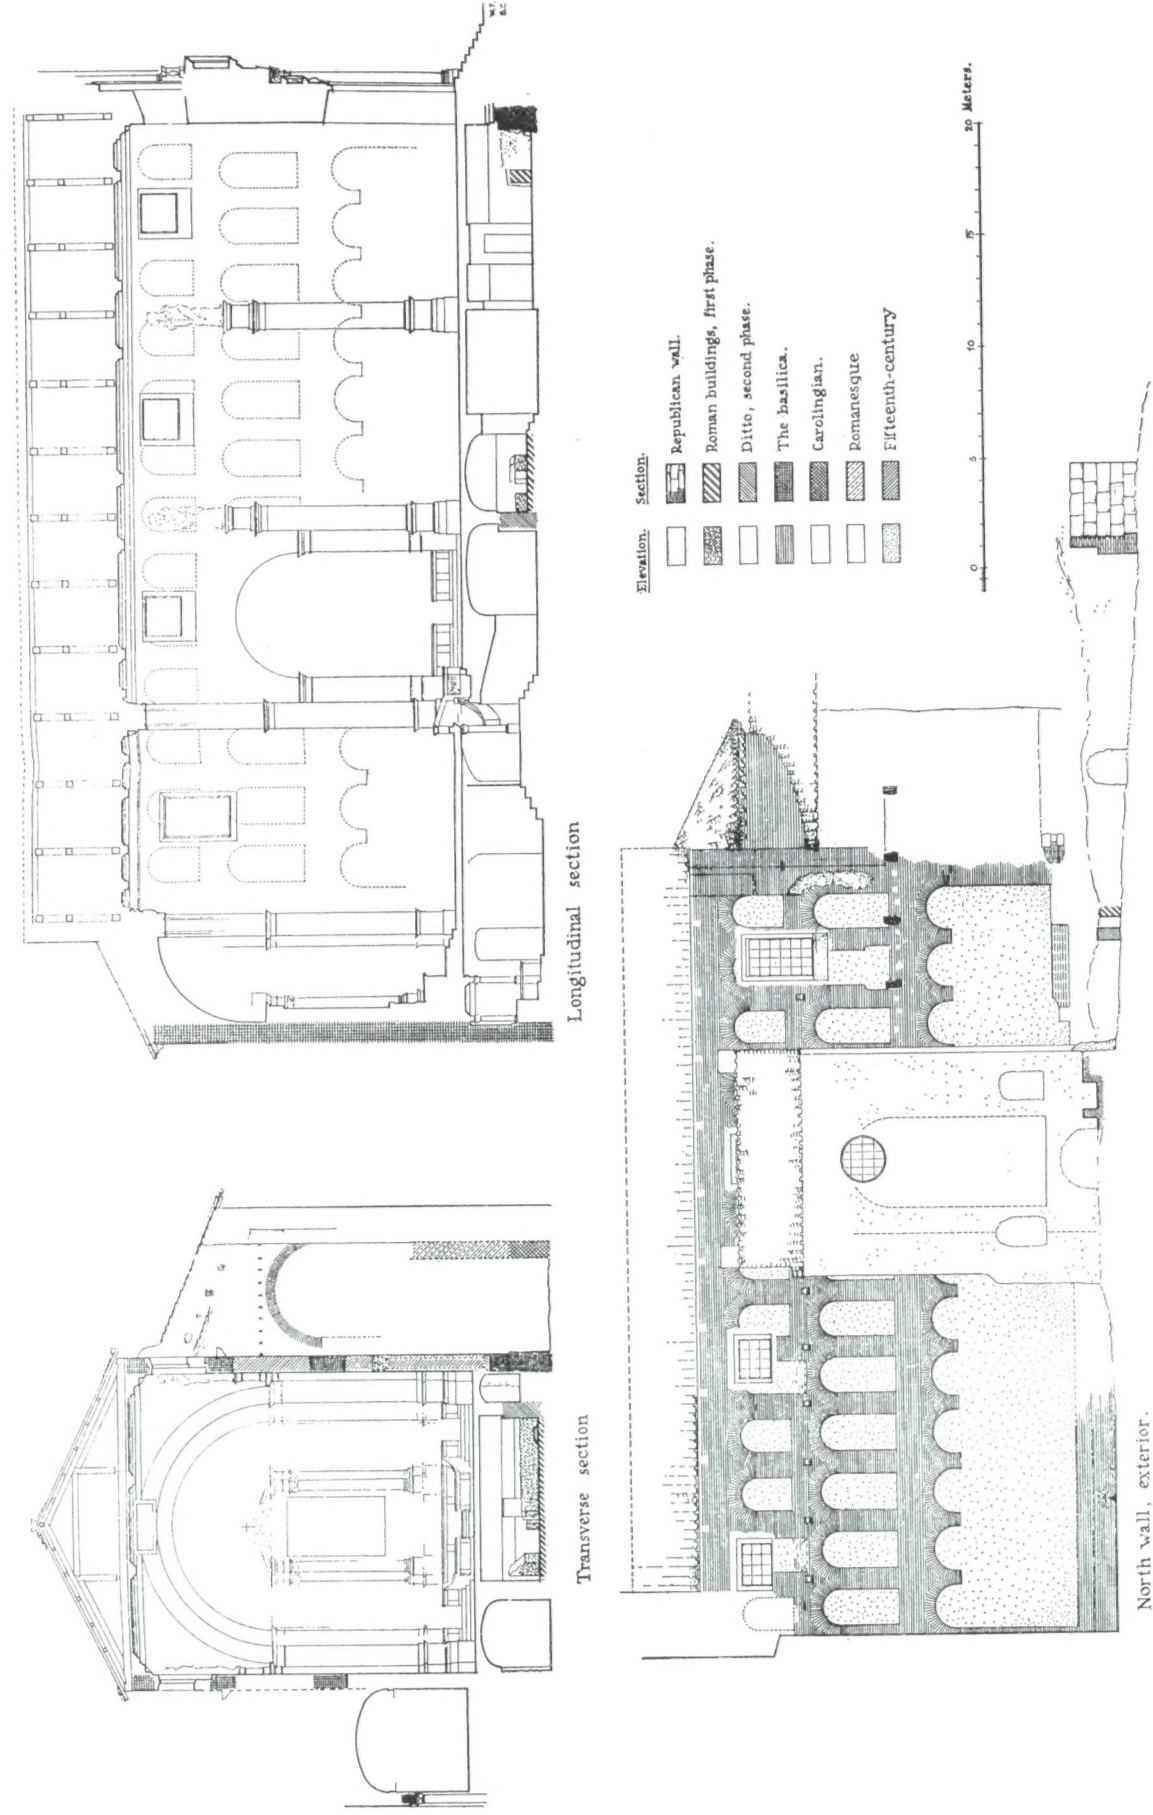 Longitudinal section
Transverse section
North wall, exterior.
Elevation. Section.
Republican wall.
Roman buildings, first phase.
Ditto, second phase.
The basilica.
Carolingian.
Romanesque
Fifteenth-century
0 5 10 15 20 Meters.